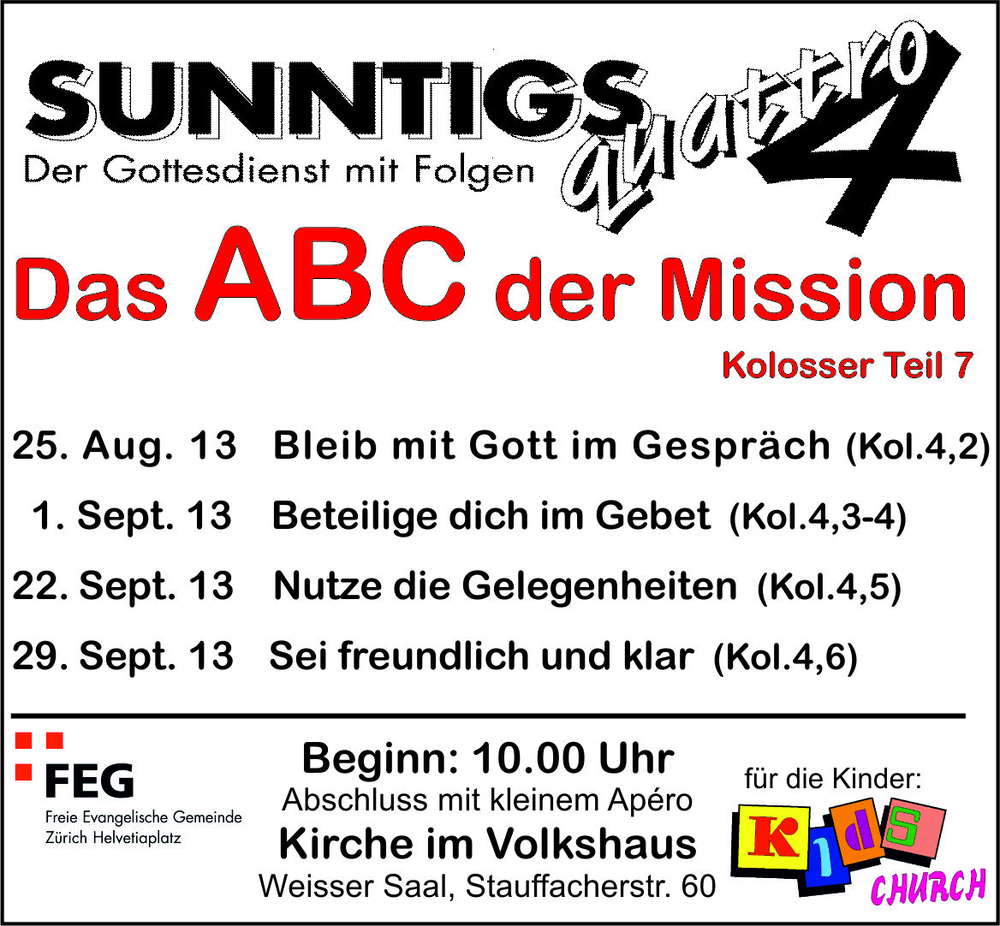 SUNNTIGS quattro 4
Der Gottesdienst mit Folgen
Das ABC der Mission
Kolosser Teil 7
25. Aug. 13 Bleib mit Gott im Gespräch (Kol.4,2)
1. Sept. 13 Beteilige dich im Gebet (Kol.4,3-4)
22. Sept. 13 Nutze die Gelegenheiten (Kol.4,5)
29. Sept. 13 Sei freundlich und klar (Kol.4,6)
FEG
Freie Evangelische Gemeinde
Zürich Helvetiaplatz
Beginn: 10.00 Uhr
Abschluss mit kleinem Apéro
Kirche im Volkshaus
Weisser Saal, Stauffacherstr. 60
für die Kinder:
KidS
CHURCH